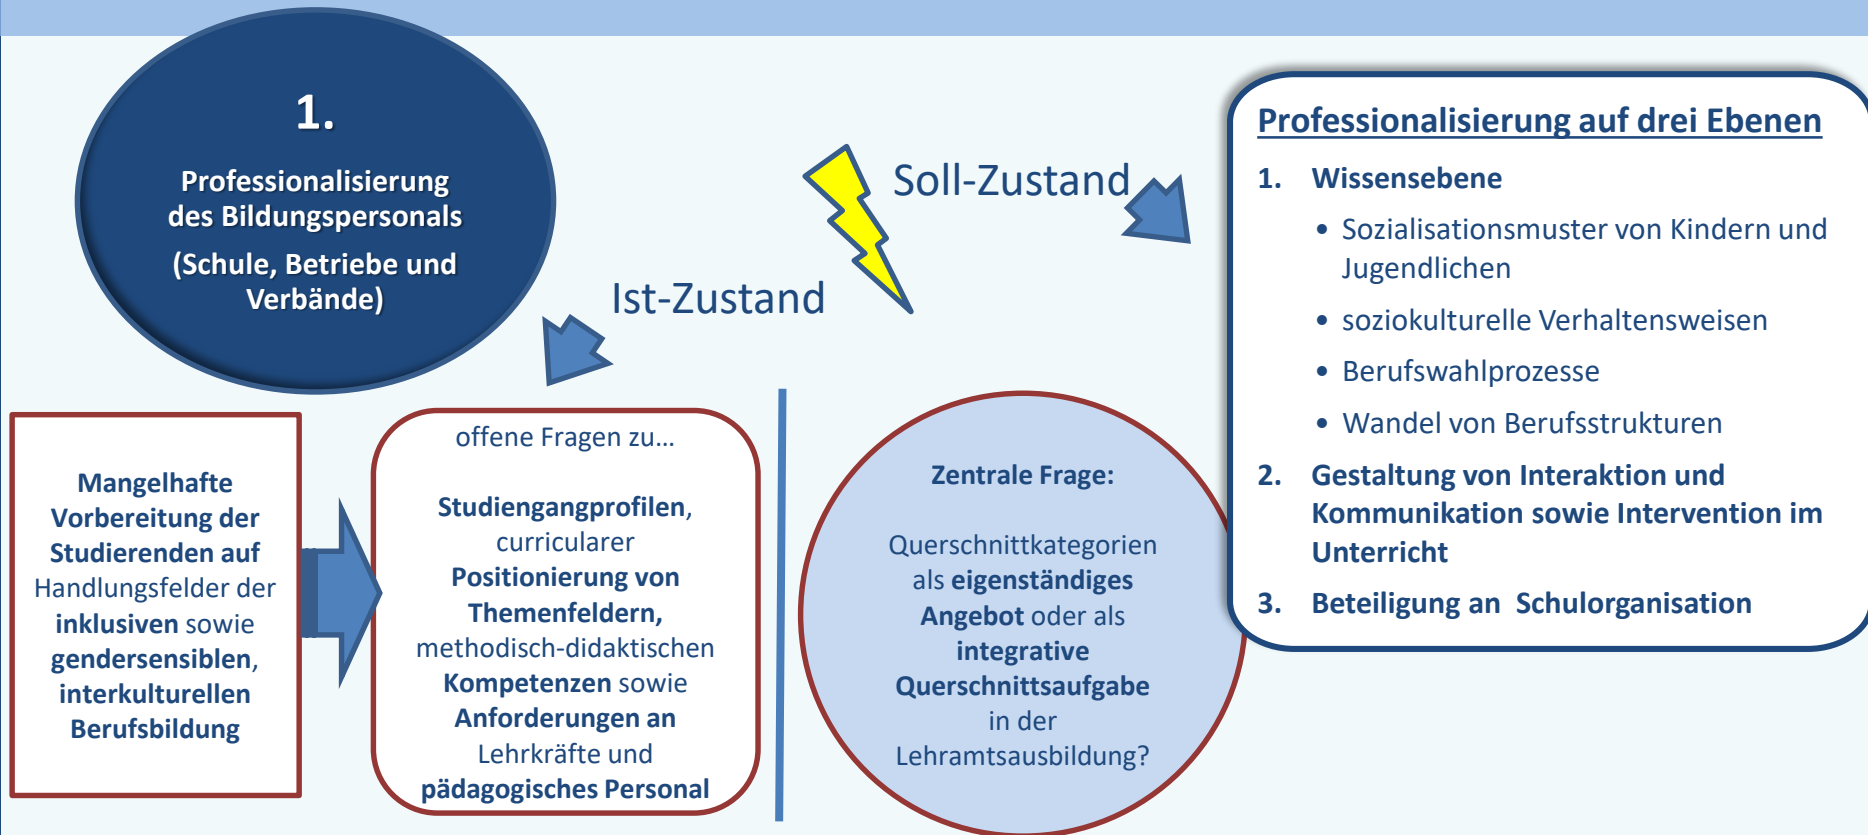 1.
Professionalisierung
des Bildungspersonals
(Schule, Betriebe und
Verbände)
Ist-Zustand
Soll-Zustand
Mangelhafte
Vorbereitung der
Studierenden auf
Handlungsfelder der
inklusiven sowie
gendersensiblen,
interkulturellen
Berufsbildung
offene Fragen zu...
Studiengangprofilen,
curricularer
Positionierung von
Themenfeldern,
methodisch-didaktischen
Kompetenzen sowie
Anforderungen an
Lehrkräfte und
pädagogisches Personal
Zentrale Frage:
Querschnittkategorien
als eigenständiges
Angebot oder als
integrative
Querschnittsaufgabe
in der
Lehramtsausbildung?
Professionalisierung auf drei Ebenen
1. Wissensebene
• Sozialisationsmuster von Kindern und
Jugendlichen
• soziokulturelle Verhaltensweisen
• Berufswahlprozesse
• Wandel von Berufsstrukturen
2. Gestaltung von Interaktion und
Kommunikation sowie Intervention im
Unterricht
3. Beteiligung an Schulorganisation